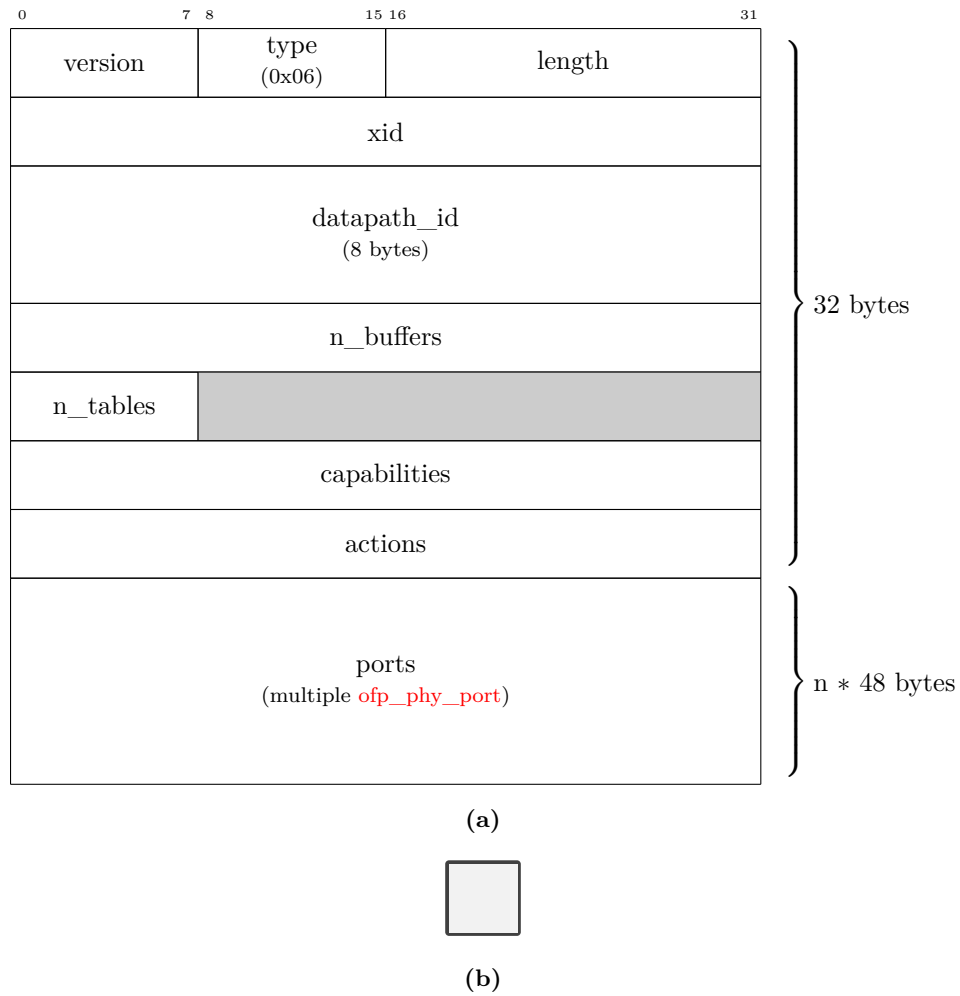 0 7 8 15 16 31
version type length
(0x06)
xid
datapath_id
(8 bytes)
32 bytes
n_buffers
n_tables
capabilities
actions
ports
(multiple ofp_phy_port)
n * 48 bytes
(a)
(b)